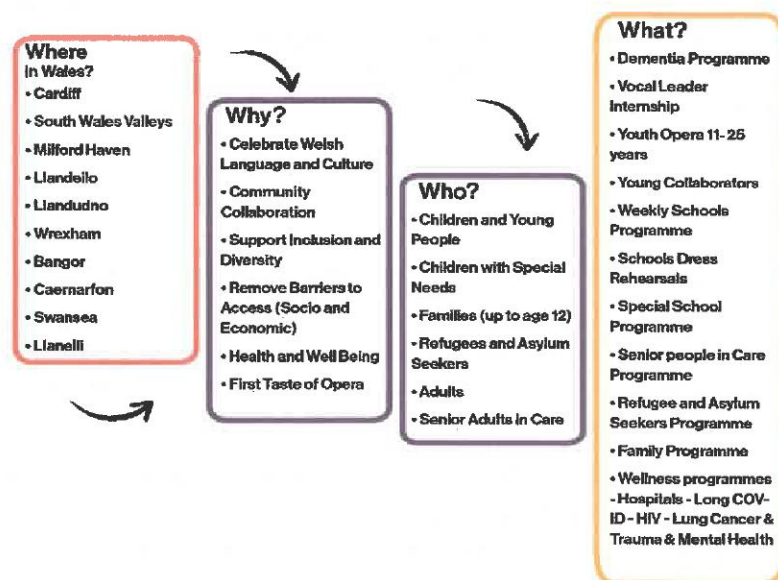 Where
in Wales?
• Cardiff
• South Wales Valleys
• Milford Haven
• Llandeilo
• Llandudno
• Wrexham
• Bangor
• Caernarfon
• Swansea
• Llanelli
Why?
• Celebrate Welsh
Language and Culture
• Community
Collaboration
• Support Inclusion and
Diversity
• Remove Barriers to
Access (Socio and
Economic)
• Health and Well Being
• First Taste of Opera
Who?
• Children and Young
People
• Children with Special
Needs
• Families (up to age 12)
• Refugees and Asylum
Seekers
• Adults
• Senior Adults in Care
What?
• Dementia Programme
• Vocal Leader
Internship
• Youth Opera 11-25
years
• Young Collaborators
• Weekly Schools
Programme
• Schools Dress
Rehearsals
• Special School
Programme
• Senior people in Care
Programme
• Refugee and Asylum
Seekers Programme
• Family Programme
• Wellness programmes
- Hospitals - Long COV-
ID - HIV - Lung Cancer &
Trauma & Mental Health